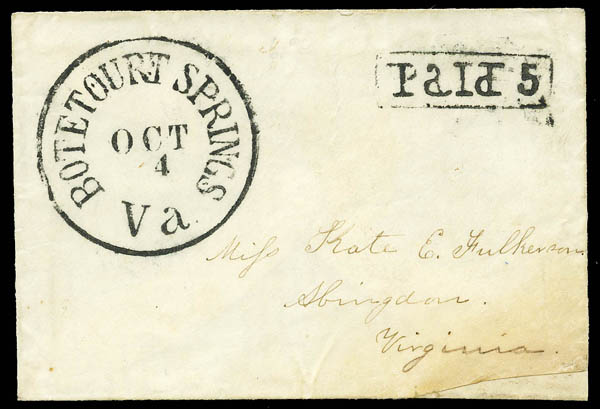 BOTETOURT SPRINGS
OCT
4
Va.
PaId 5
Miss Kate E. Fulkerson
Abingdon.
Virginia.